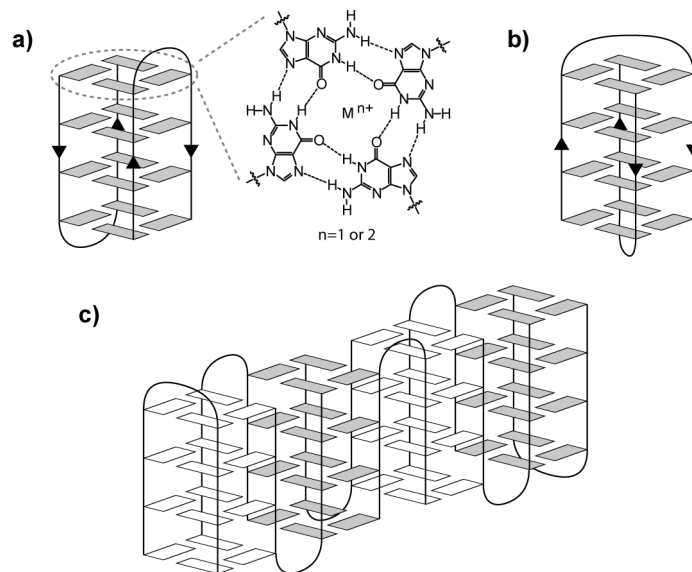 a)
b)
H
N H
N N
N H N N
N
O O N
H H N N H
H N N H H
N M n+
O O
N H N N
N H N N
N
H
n=1 or 2
c)